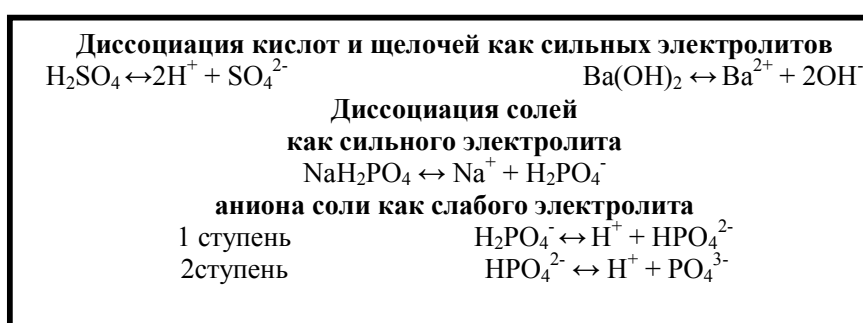 Диссоциация кислот и щелочей как сильных электролитов
H₂SO₄ ↔2H⁺ + SO₄²⁻ Ba(OH)₂ ↔ Ba²⁺ + 2OH⁻
Диссоциация солей
как сильного электролита
NaH₂PO₄ ↔ Na⁺ + H₂PO₄⁻
аниона соли как слабого электролита
1 ступень H₂PO₄⁻ ↔ H⁺ + HPO₄²⁻
2ступень HPO₄²⁻ ↔ H⁺ + PO₄³⁻